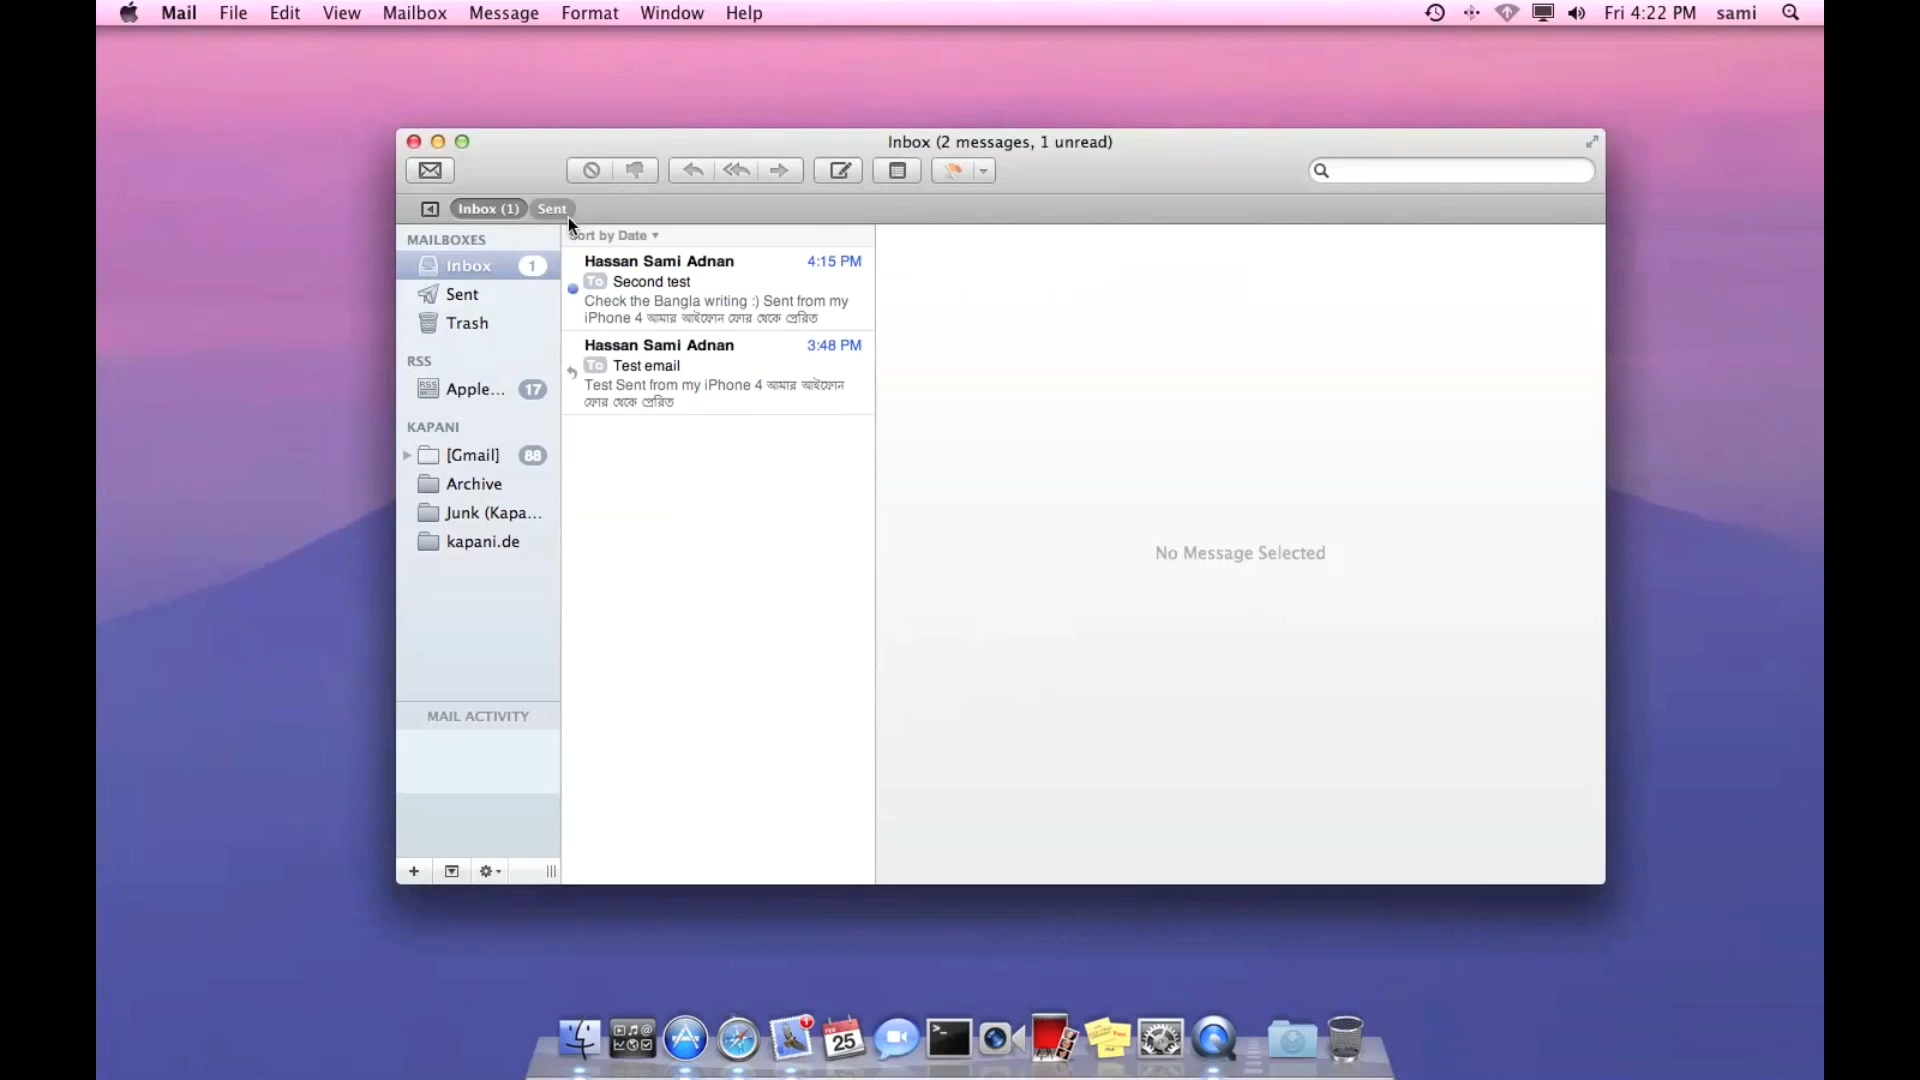 Mail File Edit View Mailbox Message Format Window Help Fri 4:22 PM sami
Inbox (2 messages, 1 unread)
Inbox (1) Sent
MAILBOXES
Inbox 1
Sent
Trash
RSS
RSS Apple... 17
KAPANI
[Gmail] 88
Archive
Junk (Kapa...
kapani.de
MAIL ACTIVITY
Sort by Date
Hassan Sami Adnan 4:15 PM
To Second test
Check the Bangla writing :) Sent from my
iPhone 4 আমার আইফোন ফোর থেকে প্রেরিত
Hassan Sami Adnan 3:48 PM
To Test email
Test Sent from my iPhone 4 আমার আইফোন
ফোর থেকে প্রেরিত
No Message Selected
1
FEB
25